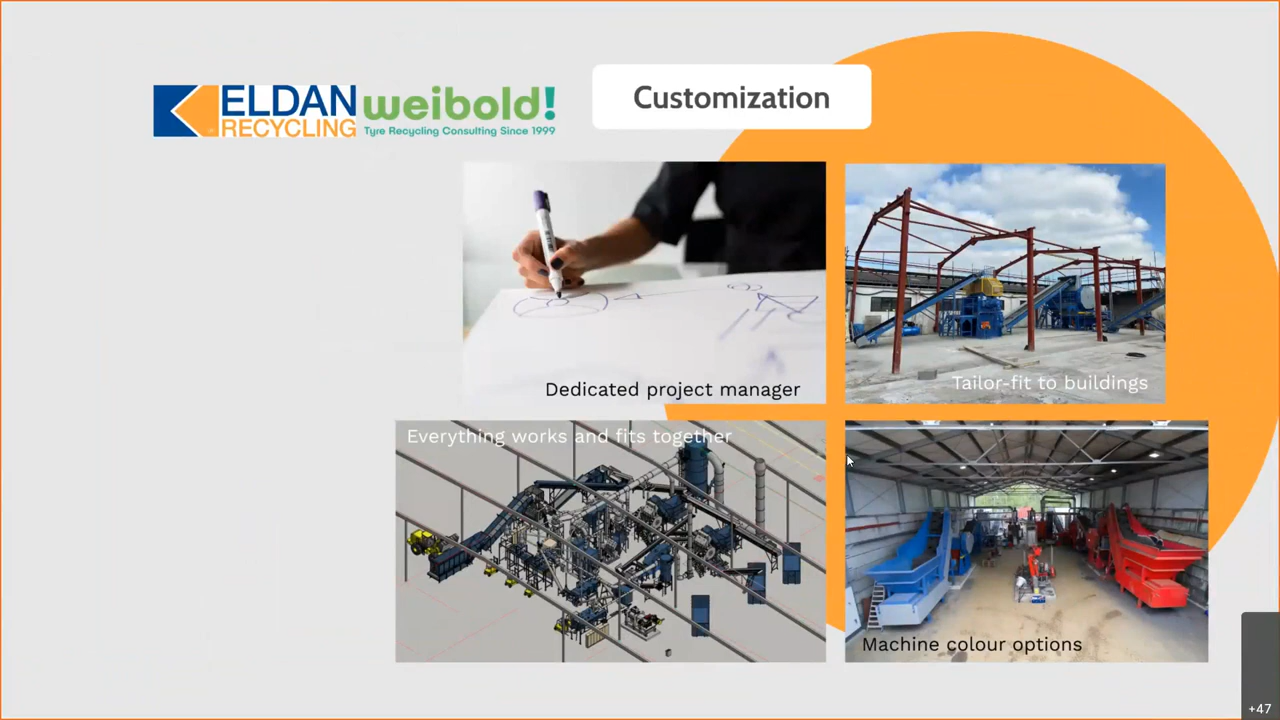 ELDAN
RECYCLING
weibold!
Tyre Recycling Consulting Since 1999
Customization
Dedicated project manager
Tailor-fit to buildings
Everything works and fits together
Machine colour options
+47